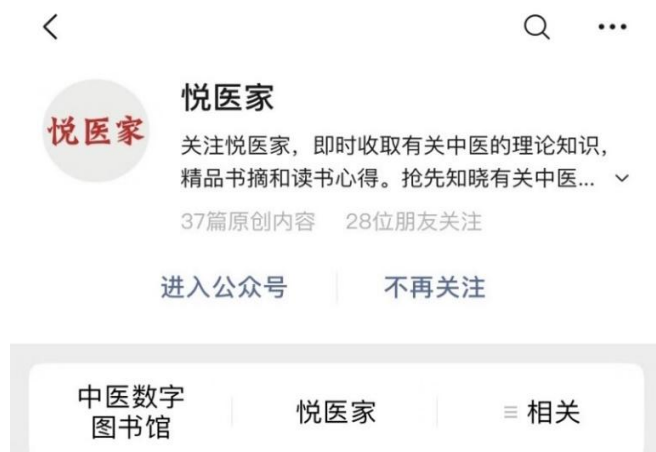 悦医家
悦医家
关注悦医家，即时收取有关中医的理论知识，
精品书摘和读书心得。抢先知晓有关中医...
37篇原创内容 28位朋友关注
进入公众号 不再关注
中医数字
图书馆
悦医家
相关